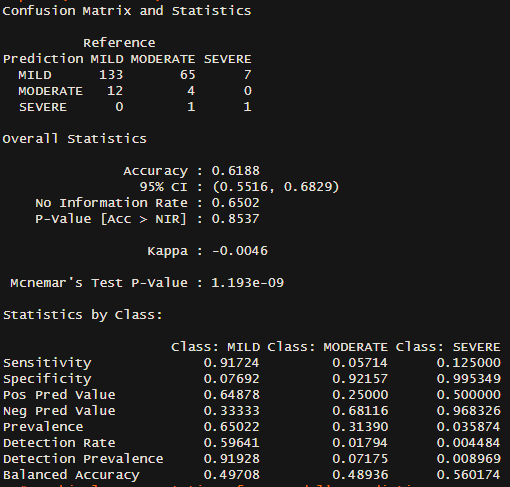 Confusion Matrix and Statistics
Reference
Prediction MILD MODERATE SEVERE
MILD 133 65 7
MODERATE 12 4 0
SEVERE 0 1 1
Overall Statistics
Accuracy : 0.6188
95% CI : (0.5516, 0.6829)
No Information Rate : 0.6502
P-Value [Acc > NIR] : 0.8537
Kappa : -0.0046
Mcnemar's Test P-Value : 1.193e-09
Statistics by Class:
Class: MILD Class: MODERATE Class: SEVERE
Sensitivity 0.91724 0.05714 0.125000
Specificity 0.07692 0.92157 0.995349
Pos Pred Value 0.64878 0.25000 0.500000
Neg Pred Value 0.33333 0.68116 0.968326
Prevalence 0.65022 0.31390 0.035874
Detection Rate 0.59641 0.01794 0.004484
Detection Prevalence 0.91928 0.07175 0.008969
Balanced Accuracy 0.49708 0.48936 0.560174